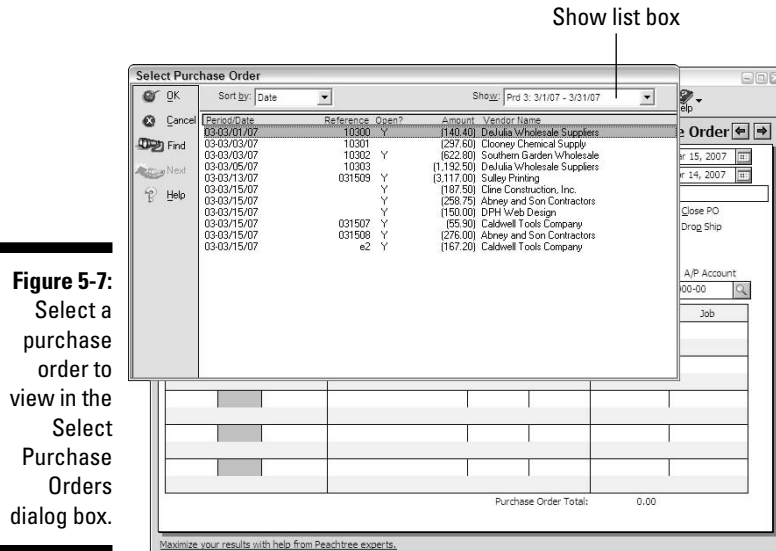 Show list box
Select Purchase Order
OK
Cancel
Find
Next
Help
Sort by: Date
Show: Prd 3: 3/1/07 - 3/31/07
Period/Date Reference Open? Amount Vendor Name
03-03/01/07 10300 Y (140.40) DeJulia Wholesale Suppliers
03-03/03/07 10301 (297.60) Clooney Chemical Supply
03-03/03/07 10302 Y (622.80) Southern Garden Wholesale
03-03/05/07 10303 (1,192.50) DeJulia Wholesale Suppliers
03-03/13/07 031509 Y (3,117.00) Sulley Printing
03-03/15/07 Y (187.50) Cline Construction, Inc.
03-03/15/07 Y (258.75) Abney and Son Contractors
03-03/15/07 Y (150.00) DPH Web Design
03-03/15/07 031507 Y (55.90) Caldwell Tools Company
03-03/15/07 031508 Y (276.00) Abney and Son Contractors
03-03/15/07 e2 Y (167.20) Caldwell Tools Company
elp
e Order
r 15, 2007
r 14, 2007
Close PO
Drop Ship
A/P Account
00-00
Job
Purchase Order Total: 0.00
Maximize your results with help from Peachtree experts.
Figure 5-7:
Select a
purchase
order to
view in the
Select
Purchase
Orders
dialog box.